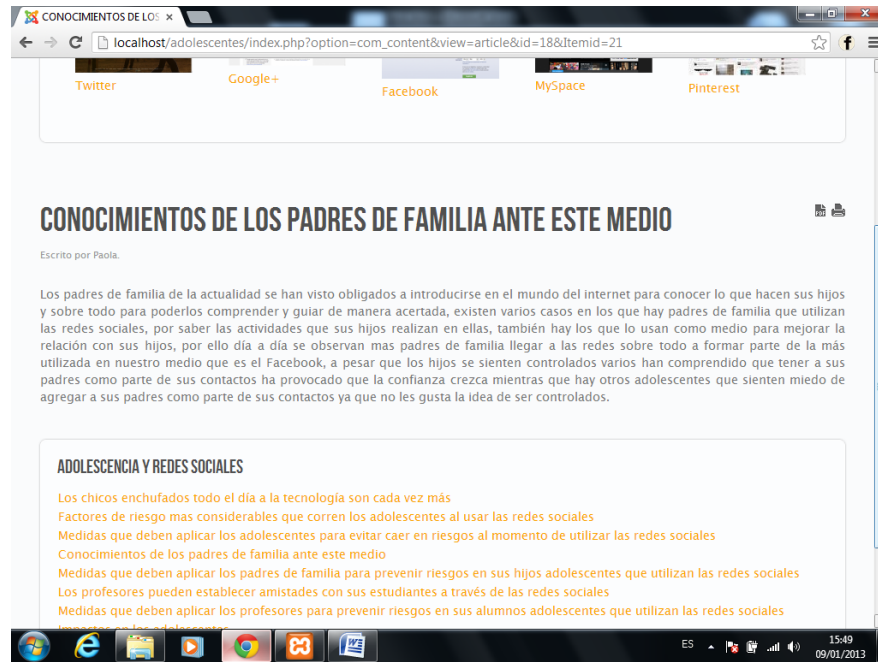 CONOCIMIENTOS DE LOS
localhost/adolescentes/index.php?option=com_content&view=article&id=18&Itemid=21
Twitter
Google+
Facebook
MySpace
Pinterest
CONOCIMIENTOS DE LOS PADRES DE FAMILIA ANTE ESTE MEDIO
Escrito por Paola.
Los padres de familia de la actualidad se han visto obligados a introducirse en el mundo del internet para conocer lo que hacen sus hijos
y sobre todo para poderlos comprender y guiar de manera acertada, existen varios casos en los que hay padres de familia que utilizan
las redes sociales, por saber las actividades que sus hijos realizan en ellas, también hay los que lo usan como medio para mejorar la
relación con sus hijos, por ello día a día se observan mas padres de familia llegar a las redes sobre todo a formar parte de la más
utilizada en nuestro medio que es el Facebook, a pesar que los hijos se sienten controlados varios han comprendido que tener a sus
padres como parte de sus contactos ha provocado que la confianza crezca mientras que hay otros adolescentes que sienten miedo de
agregar a sus padres como parte de sus contactos ya que no les gusta la idea de ser controlados.
ADOLESCENCIA Y REDES SOCIALES
Los chicos enchufados todo el día a la tecnología son cada vez más
Factores de riesgo mas considerables que corren los adolescentes al usar las redes sociales
Medidas que deben aplicar los adolescentes para evitar caer en riesgos al momento de utilizar las redes sociales
Conocimientos de los padres de familia ante este medio
Medidas que deben aplicar los padres de familia para prevenir riesgos en sus hijos adolescentes que utilizan las redes sociales
Los profesores pueden establecer amistades con sus estudiantes a través de las redes sociales
Medidas que deben aplicar los profesores para prevenir riesgos en sus alumnos adolescentes que utilizan las redes sociales
Impactos en los adolescentes
ES
15:49
09/01/2013